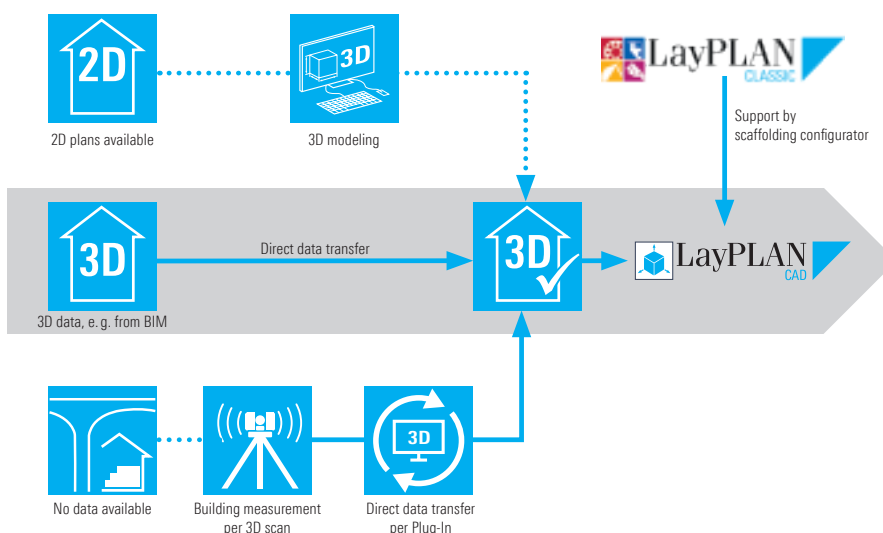 2D
3D
LayPLAN
CLASSIC
2D plans available
3D modeling
Support by
scaffolding configurator
3D
Direct data transfer
3D
LayPLAN
CAD
3D data, e. g. from BIM
3D
No data available
Building measurement
per 3D scan
Direct data transfer
per Plug-In